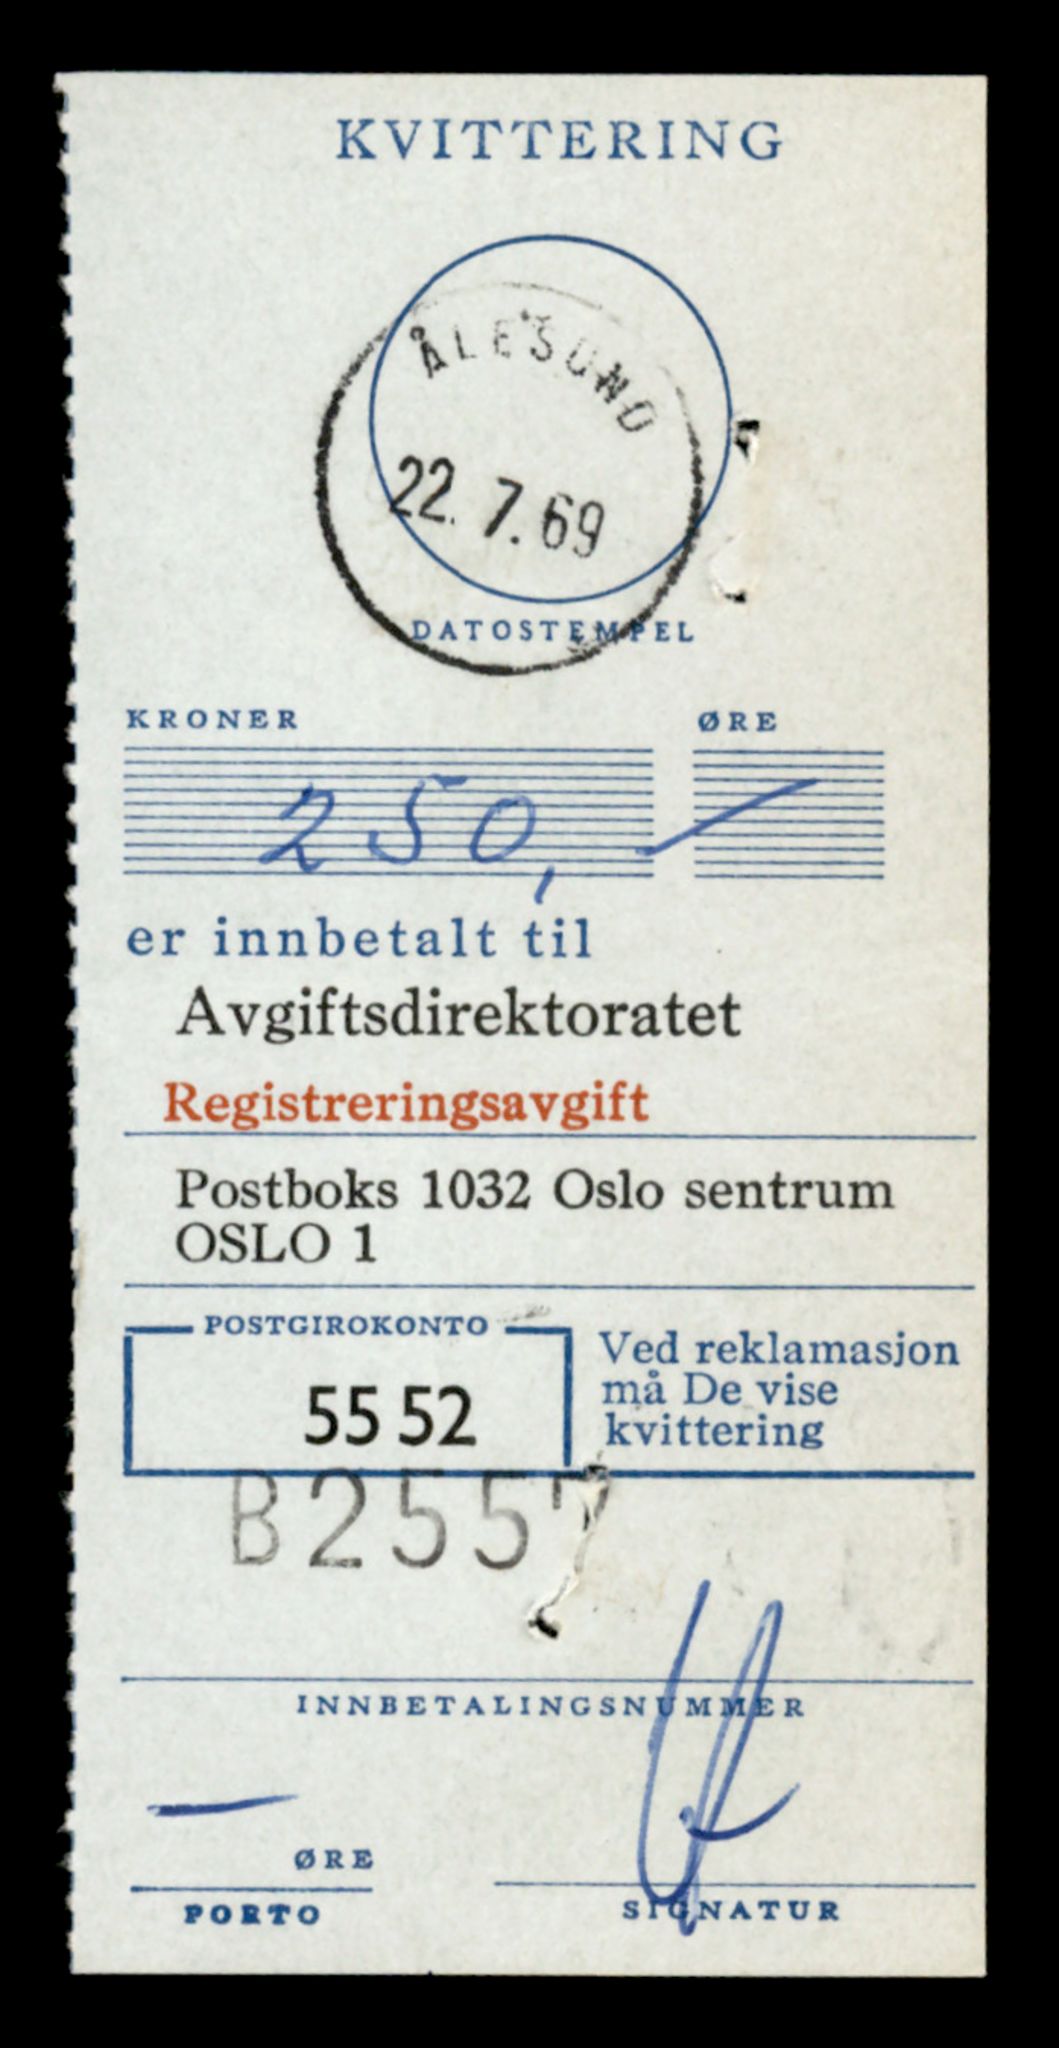 KVITTERING
ÅLESUND
22. 7. 69
DATOSTEMPEL
KRONER ØRE
250, —
er innbetalt til
Avgiftsdirektoratet
Registreringsavgift
Postboks 1032 Oslo sentrum
OSLO 1
POSTGIROKONTO
55 52
Ved reklamasjon
må De vise
kvittering
B2557
INNBETALINGSNUMMER
—
ØRE
PORTO
SIGNATUR